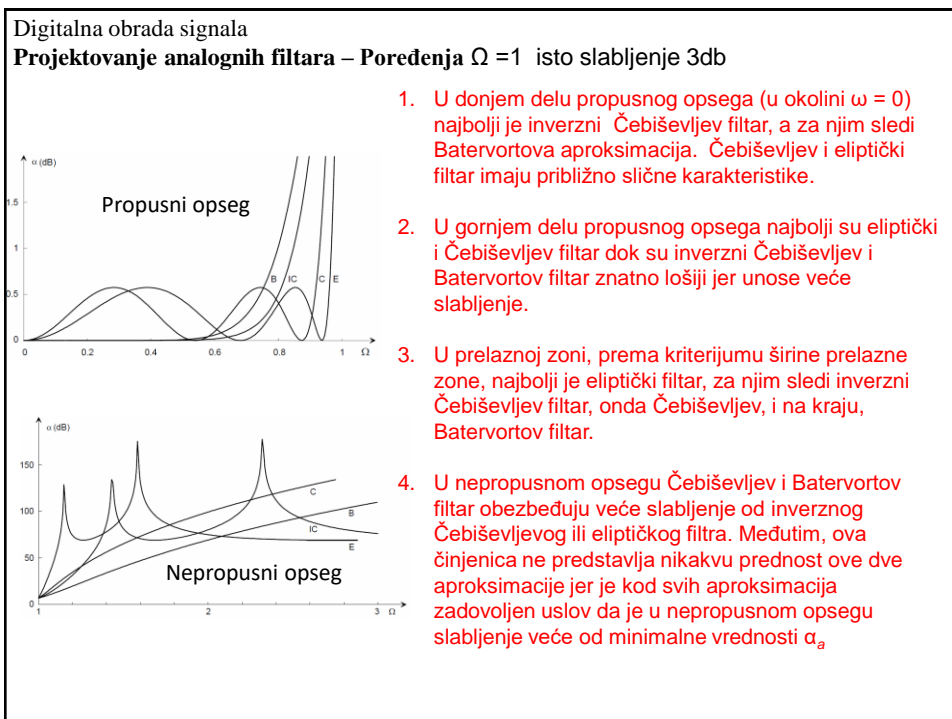 Digitalna obrada signala
Projektovanje analognih filtara – Poređenja Ω =1 isto slabljenje 3db
1. U donjem delu propusnog opsega (u okolini ω = 0)
najbolji je inverzni Čebiševljev filtar, a za njim sledi
Batervortova aproksimacija. Čebiševljev i eliptički
filtar imaju približno slične karakteristike.
2. U gornjem delu propusnog opsega najbolji su eliptički
i Čebiševljev filtar dok su inverzni Čebiševljev i
Batervortov filtar znatno lošiji jer unose veće
slabljenje.
3. U prelaznoj zoni, prema kriterijumu širine prelazne
zone, najbolji je eliptički filtar, za njim sledi inverzni
Čebiševljev filtar, onda Čebiševljev, i na kraju,
Batervortov filtar.
4. U nepropusnom opsegu Čebiševljev i Batervortov
filtar obezbeđuju veće slabljenje od inverznog
Čebiševljevog ili eliptičkog filtra. Međutim, ova
činjenica ne predstavlja nikakvu prednost ove dve
aproksimacije jer je kod svih aproksimacija
zadovoljen uslov da je u nepropusnom opsegu
slabljenje veće od minimalne vrednosti αa
α (dB)
1.5
Propusni opseg
1
B IC C E
0.5
0
0 0.2 0.4 0.6 0.8 1 Ω
α (dB)
150
C
100
B
IC
E
50
Nepropusni opseg
0
1 2 3 Ω